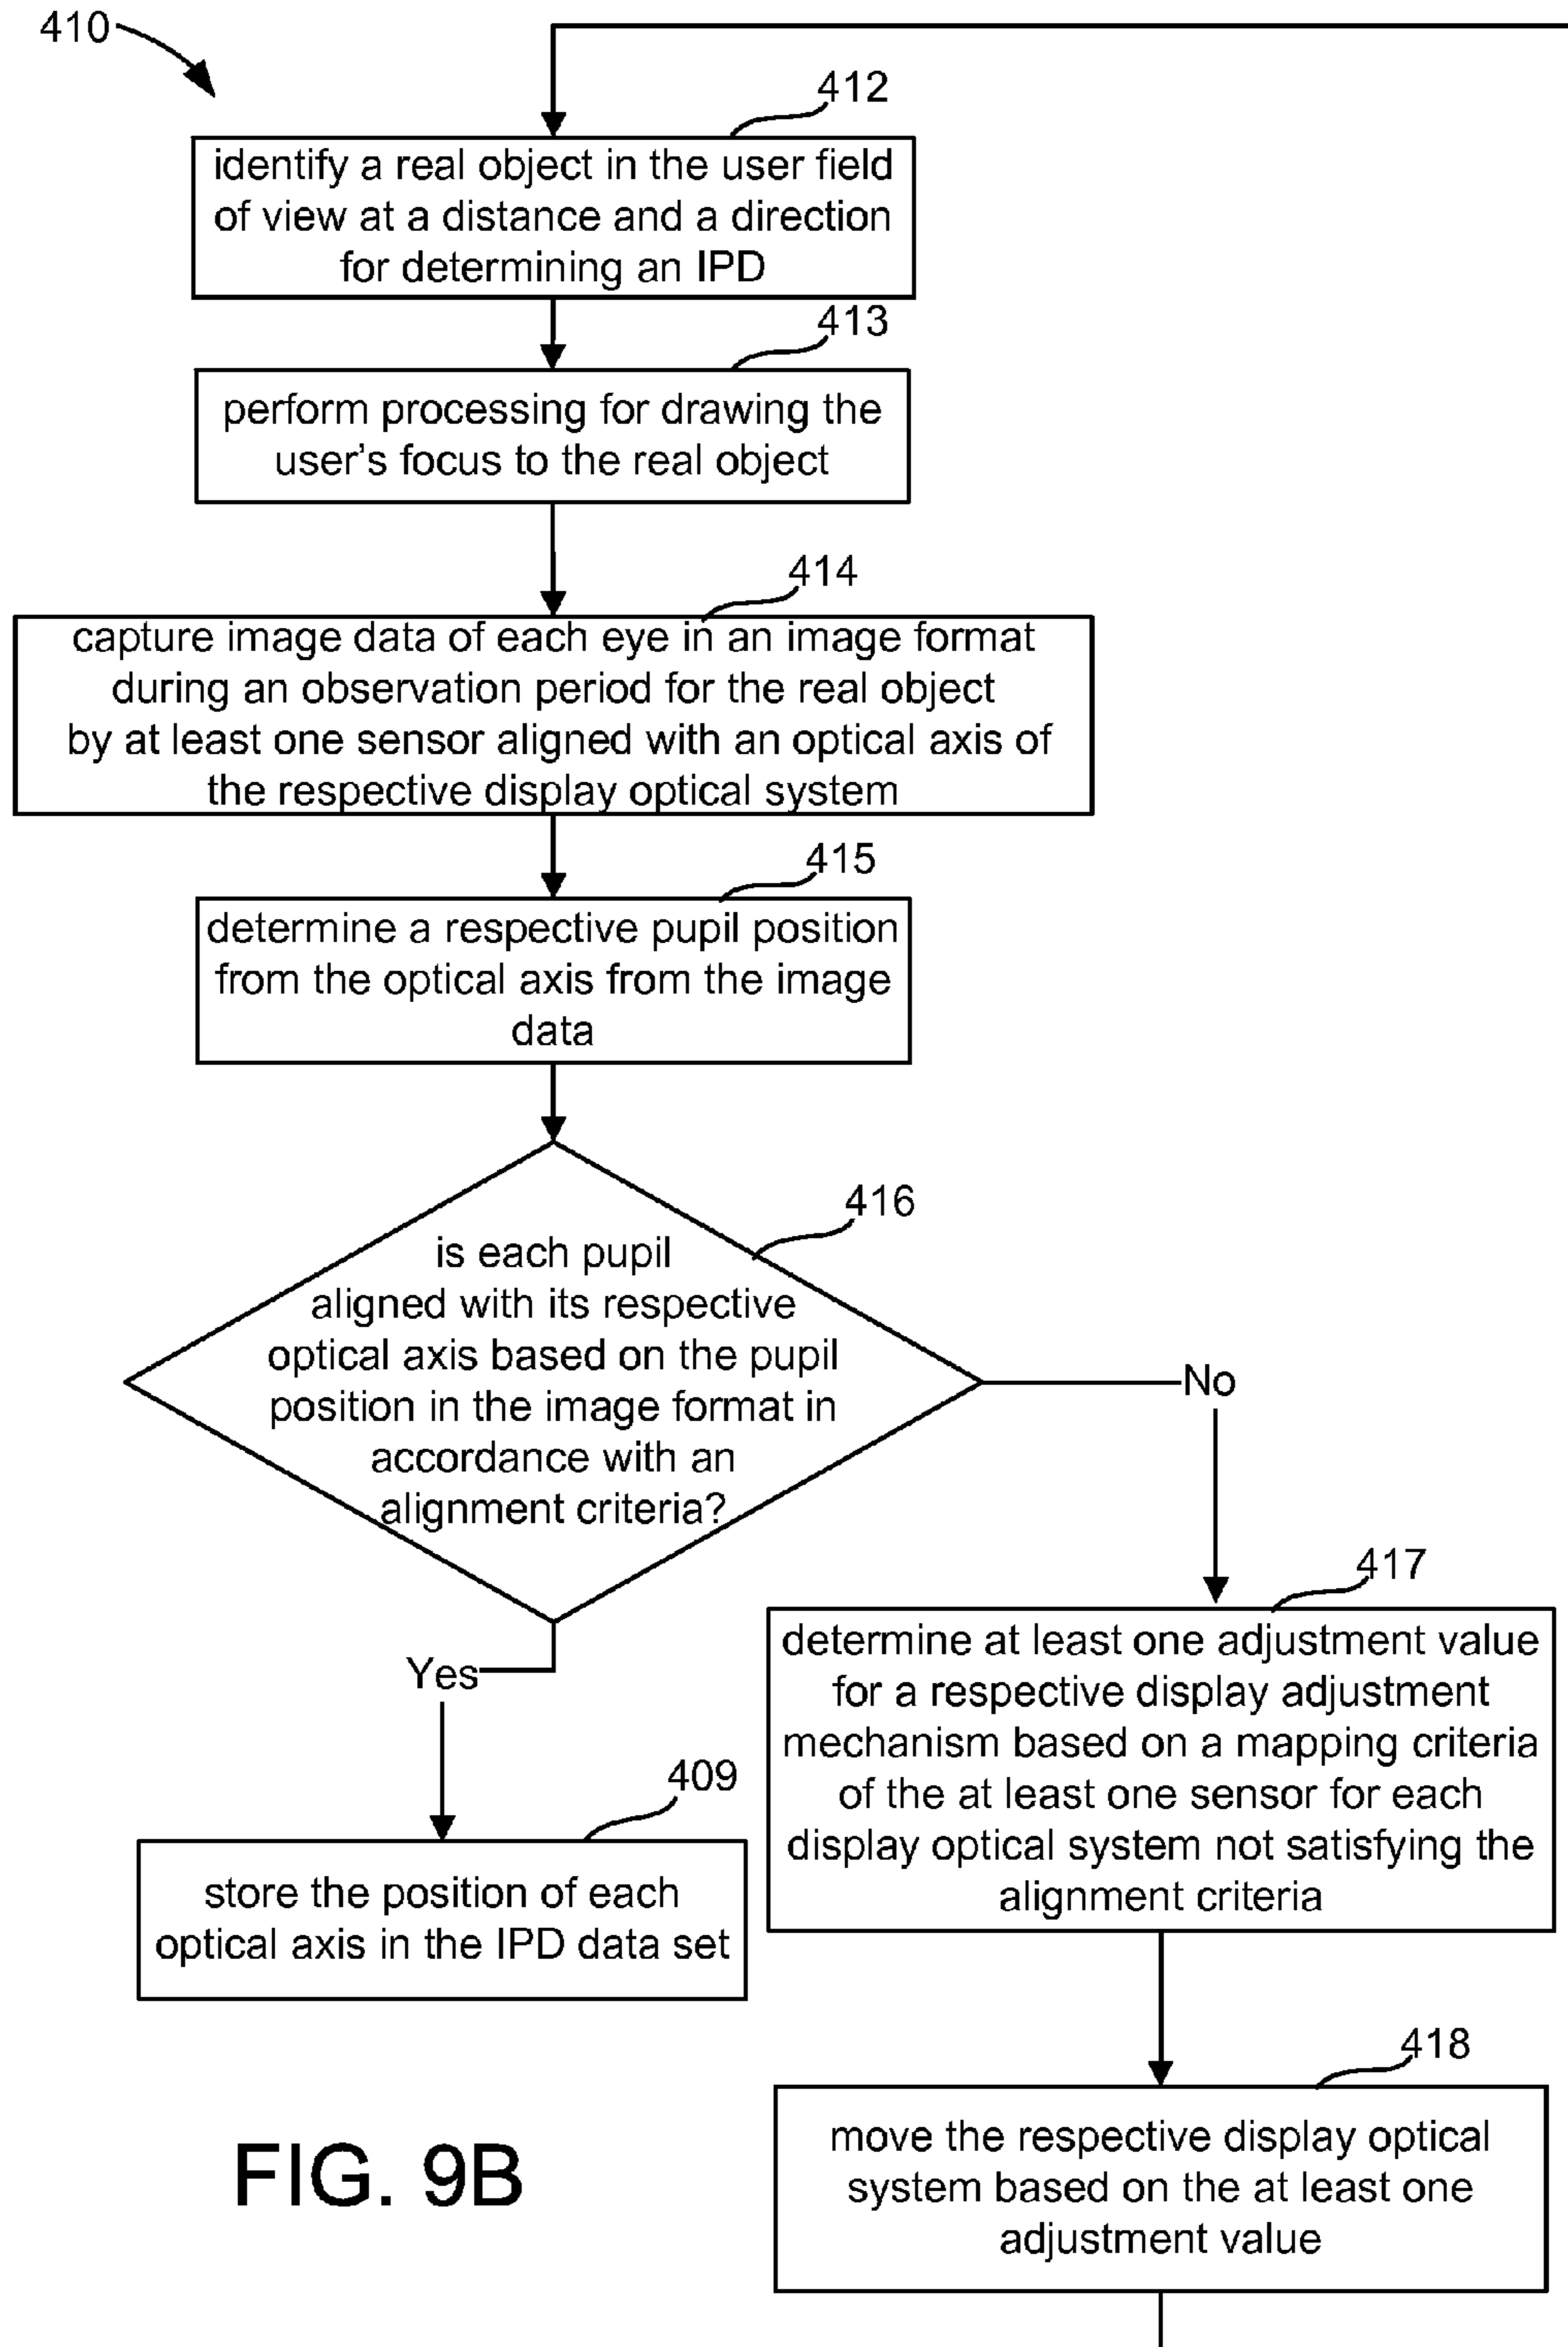 410
412
identify a real object in the user field
of view at a distance and a direction
for determining an IPD
413
perform processing for drawing the
user's focus to the real object
414
capture image data of each eye in an image format
during an observation period for the real object
by at least one sensor aligned with an optical axis of
the respective display optical system
415
determine a respective pupil position
from the optical axis from the image
data
416
is each pupil
aligned with its respective
optical axis based on the pupil
position in the image format in
accordance with an
alignment criteria?
No
Yes
417
determine at least one adjustment value
for a respective display adjustment
mechanism based on a mapping criteria
of the at least one sensor for each
display optical system not satisfying the
alignment criteria
409
store the position of each
optical axis in the IPD data set
418
move the respective display optical
system based on the at least one
adjustment value
FIG. 9B